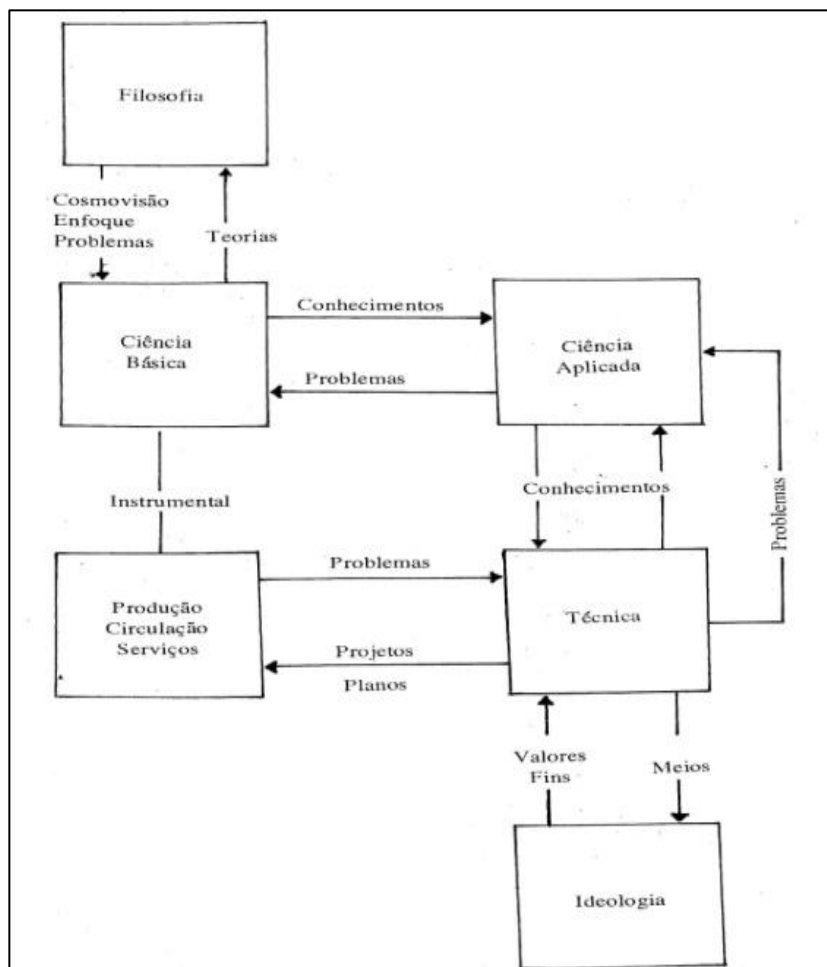 Filosofia
Cosmovisão
Enfoque
Problemas
Teorias
Ciência
Básica
Conhecimentos
Problemas
Ciência
Aplicada
Instrumental
Conhecimentos
Problemas
Produção
Circulação
Serviços
Problemas
Projetos
Planos
Técnica
Valores
Fins
Meios
Ideologia